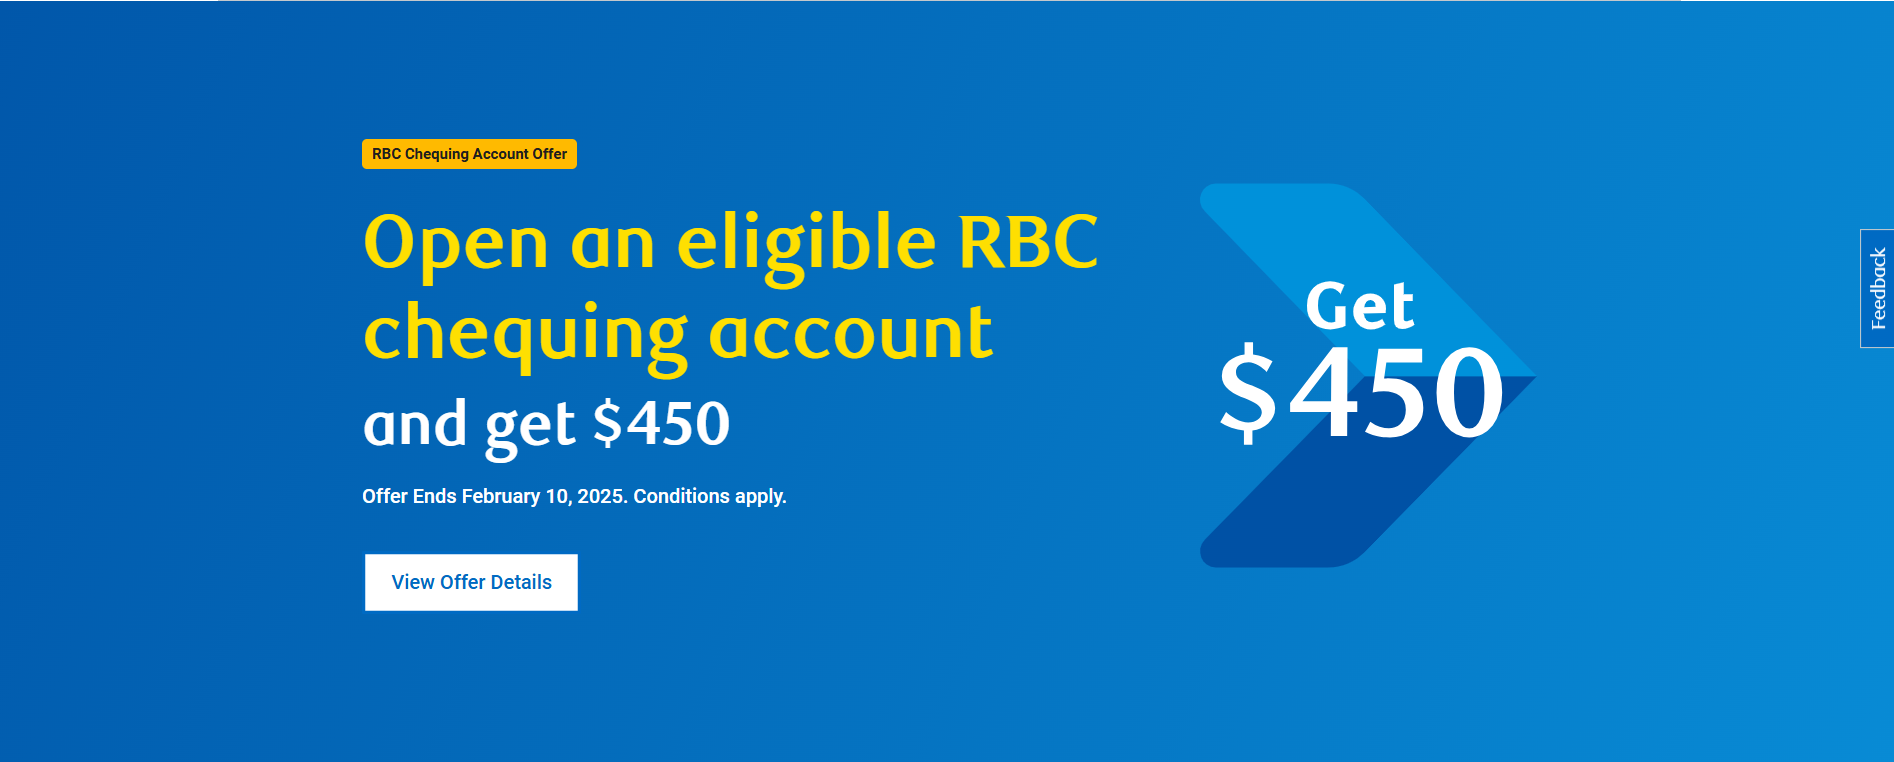 RBC Chequing Account Offer
Open an eligible RBC
chequing account
and get $450
Offer Ends February 10, 2025. Conditions apply.
View Offer Details
Get
$450
Feedback